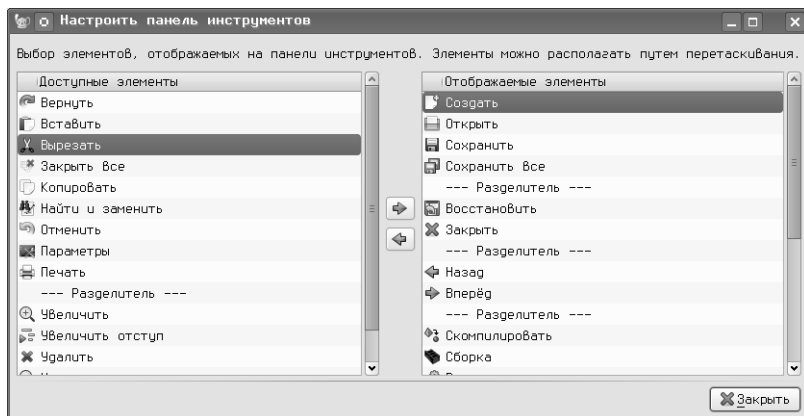 Настроить панель инструментов
Выбор элементов, отображаемых на панели инструментов. Элементы можно располагать путем перетаскивания.
Доступные элементы
Вернуть
Вставить
Вырезать
Закрыть все
Копировать
Найти и заменить
Отменить
Параметры
Печать
--- Разделитель ---
Увеличить
Увеличить отступ
Удалить
Отображаемые элементы
Создать
Открыть
Сохранить
Сохранить все
--- Разделитель ---
Восстановить
Закрыть
--- Разделитель ---
Назад
Вперёд
--- Разделитель ---
Скомпилировать
Сборка
Закрыть